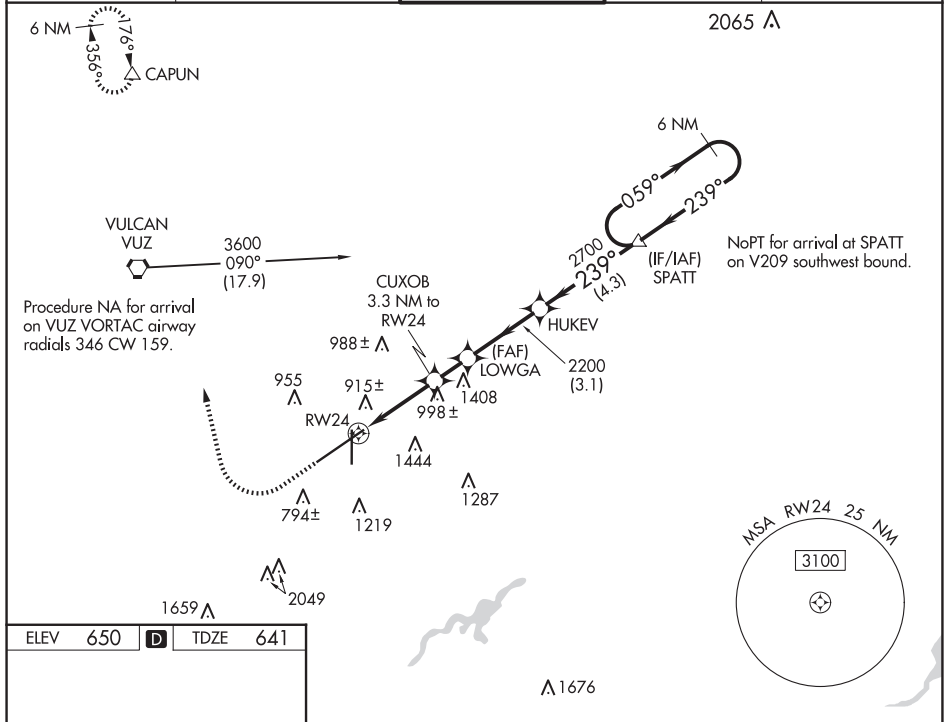 2065
6 NM
176°
356°
CAPUN
6 NM
059°
239°
VULCAN
VUZ
3600
090°
(17.9)
2700
239°
(4.3)
(IF/IAF)
SPATT
NoPT for arrival at SPATT
on V209 southwest bound.
Procedure NA for arrival
on VUZ VORTAC airway
radials 346 CW 159.
CUXOB
3.3 NM to
RW24
HUKEV
988±
(FAF)
LOWGA
2200
(3.1)
955
915±
998±
1408
RW24
1444
1287
794±
1219
2049
1659
MSA RW24 25 NM
3100
ELEV 650 D TDZE 641
1676